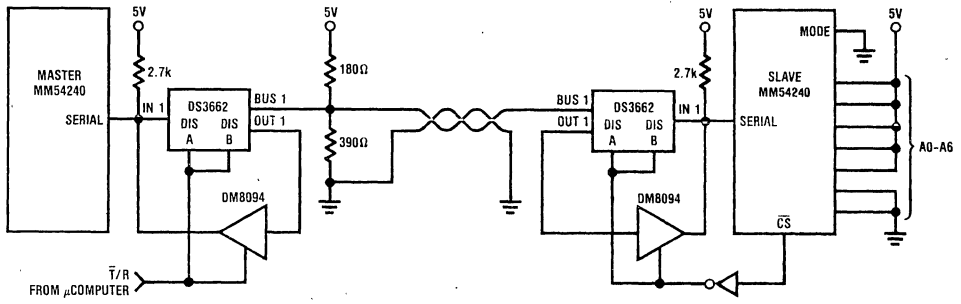 5V
5V
5V
5V
MODE
MASTER
MM54240
2.7k
180Ω
2.7k
SLAVE
MM54240
SERIAL
IN 1
DS3662
BUS 1
OUT 1
DIS
A
DIS
B
390Ω
BUS 1
OUT 1
DS3662
IN 1
DIS
A
DIS
B
SERIAL
A0-A6
DM8094
DM8094
C̅S̅
T̅/R
FROM μCOMPUTER